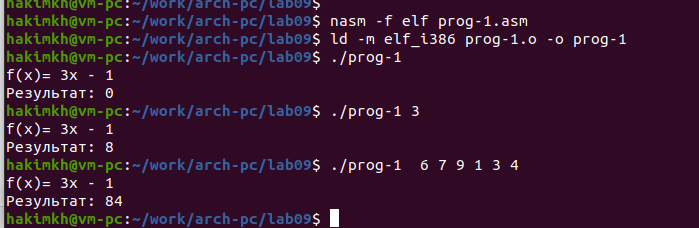 hakimkh@vm-pc:~/work/arch-pc/lab09$
hakimkh@vm-pc:~/work/arch-pc/lab09$ nasm -f elf prog-1.asm
hakimkh@vm-pc:~/work/arch-pc/lab09$ ld -m elf_i386 prog-1.o -o prog-1
hakimkh@vm-pc:~/work/arch-pc/lab09$ ./prog-1
f(x)= 3x - 1
Результат: 0
hakimkh@vm-pc:~/work/arch-pc/lab09$ ./prog-1 3
f(x)= 3x - 1
Результат: 8
hakimkh@vm-pc:~/work/arch-pc/lab09$ ./prog-1  6 7 9 1 3 4
f(x)= 3x - 1
Результат: 84
hakimkh@vm-pc:~/work/arch-pc/lab09$